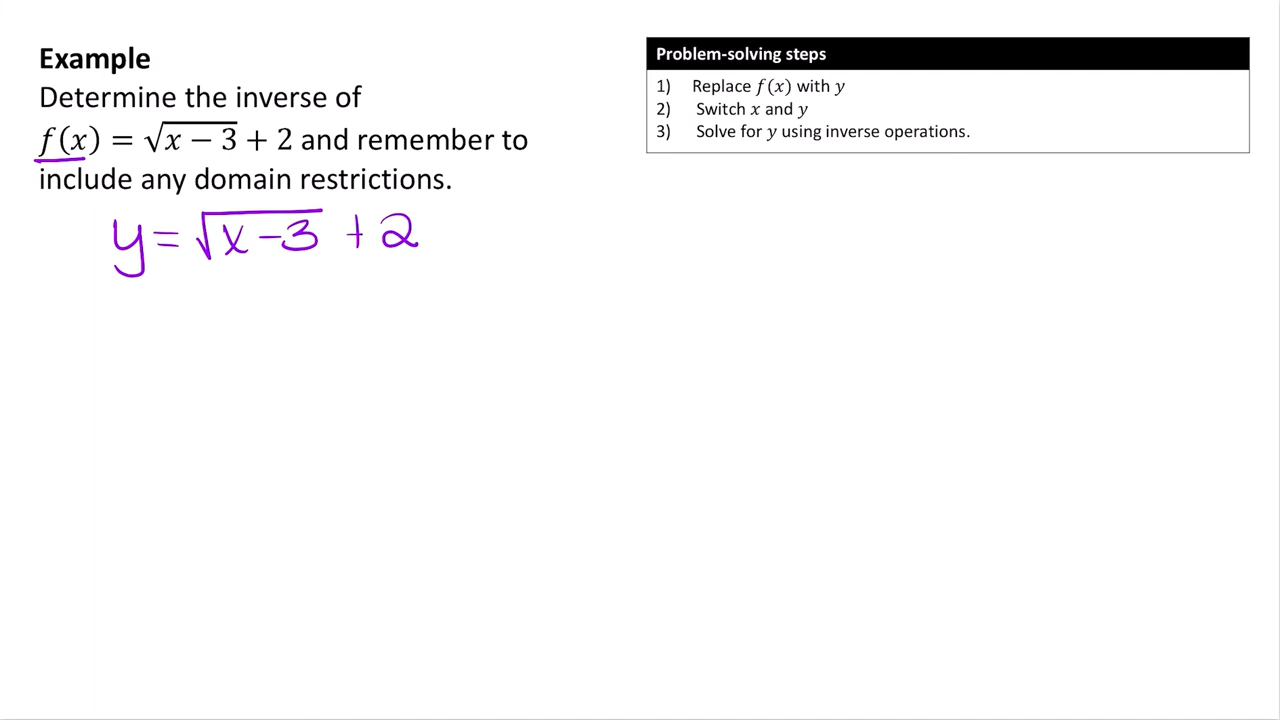 Example
Determine the inverse of
f(x) = √(x − 3) + 2 and remember to
include any domain restrictions.
y = √(x − 3) + 2
Problem-solving steps
1) Replace f(x) with y
2) Switch x and y
3) Solve for y using inverse operations.